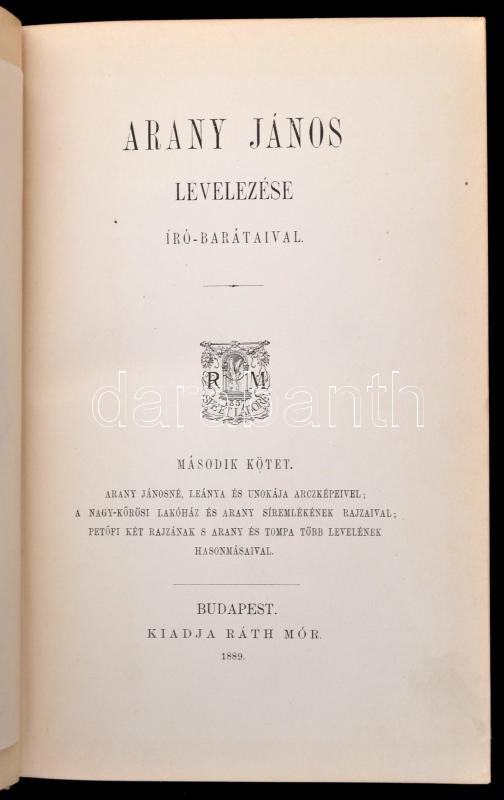 ARANY JÁNOS
LEVELEZÉSE
ÍRÓ-BARÁTAIVAL.
R M
darabanth
MÁSODIK KÖTET.
ARANY JÁNOSNÉ, LEÁNYA ÉS UNOKÁJA ARCZKÉPEIVEL;
A NAGY-KŐRÖSI LAKÓHÁZ ÉS ARANY SÍREMLÉKÉNEK RAJZAIVAL;
PETŐFI KÉT RAJZÁNAK S ARANY ÉS TOMPA TÖBB LEVELÉNEK
HASONMÁSAIVAL.
BUDAPEST.
KIADJA RÁTH MÓR.
1889.